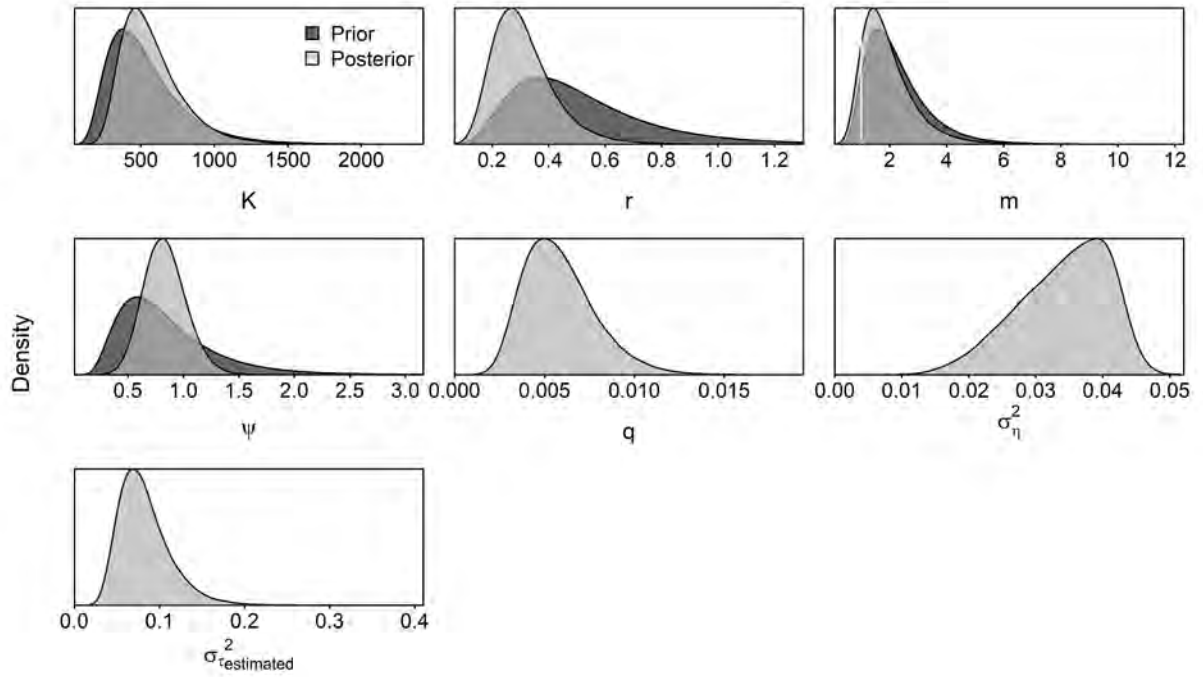 Prior
Posterior
500 1000 1500 2000
K
0.2 0.4 0.6 0.8 1.0 1.2
r
0 2 4 6 8 10 12
m
Density
0.5 1.0 1.5 2.0 2.5 3.0
ψ
0.000 0.005 0.010 0.015
q
0.00 0.01 0.02 0.03 0.04 0.05
σ²η
0.0 0.1 0.2 0.3 0.4
σ²τestimated